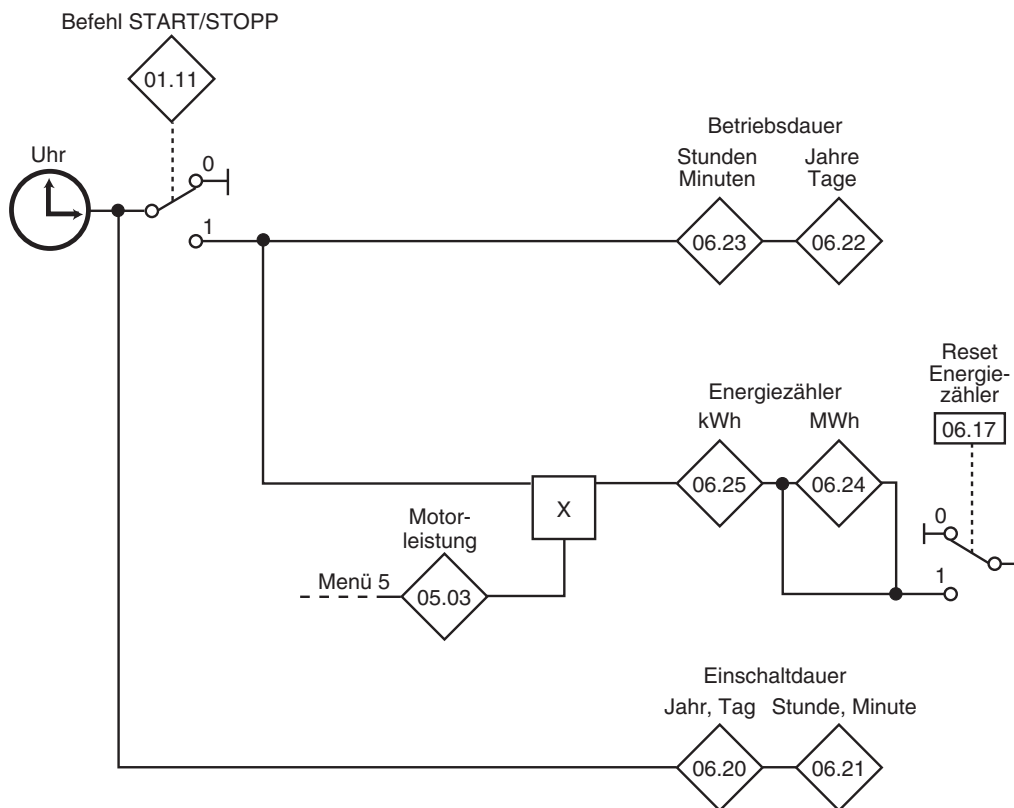 Befehl START/STOPP
01.11
Uhr
0
1
Betriebsdauer
Stunden Jahre
Minuten Tage
06.23 06.22
Reset
Energie-
zähler
06.17
Energiezähler
kWh MWh
06.25 06.24
X
0
1
Motor-
leistung
Menü 5
05.03
Einschaltdauer
Jahr, Tag Stunde, Minute
06.20 06.21